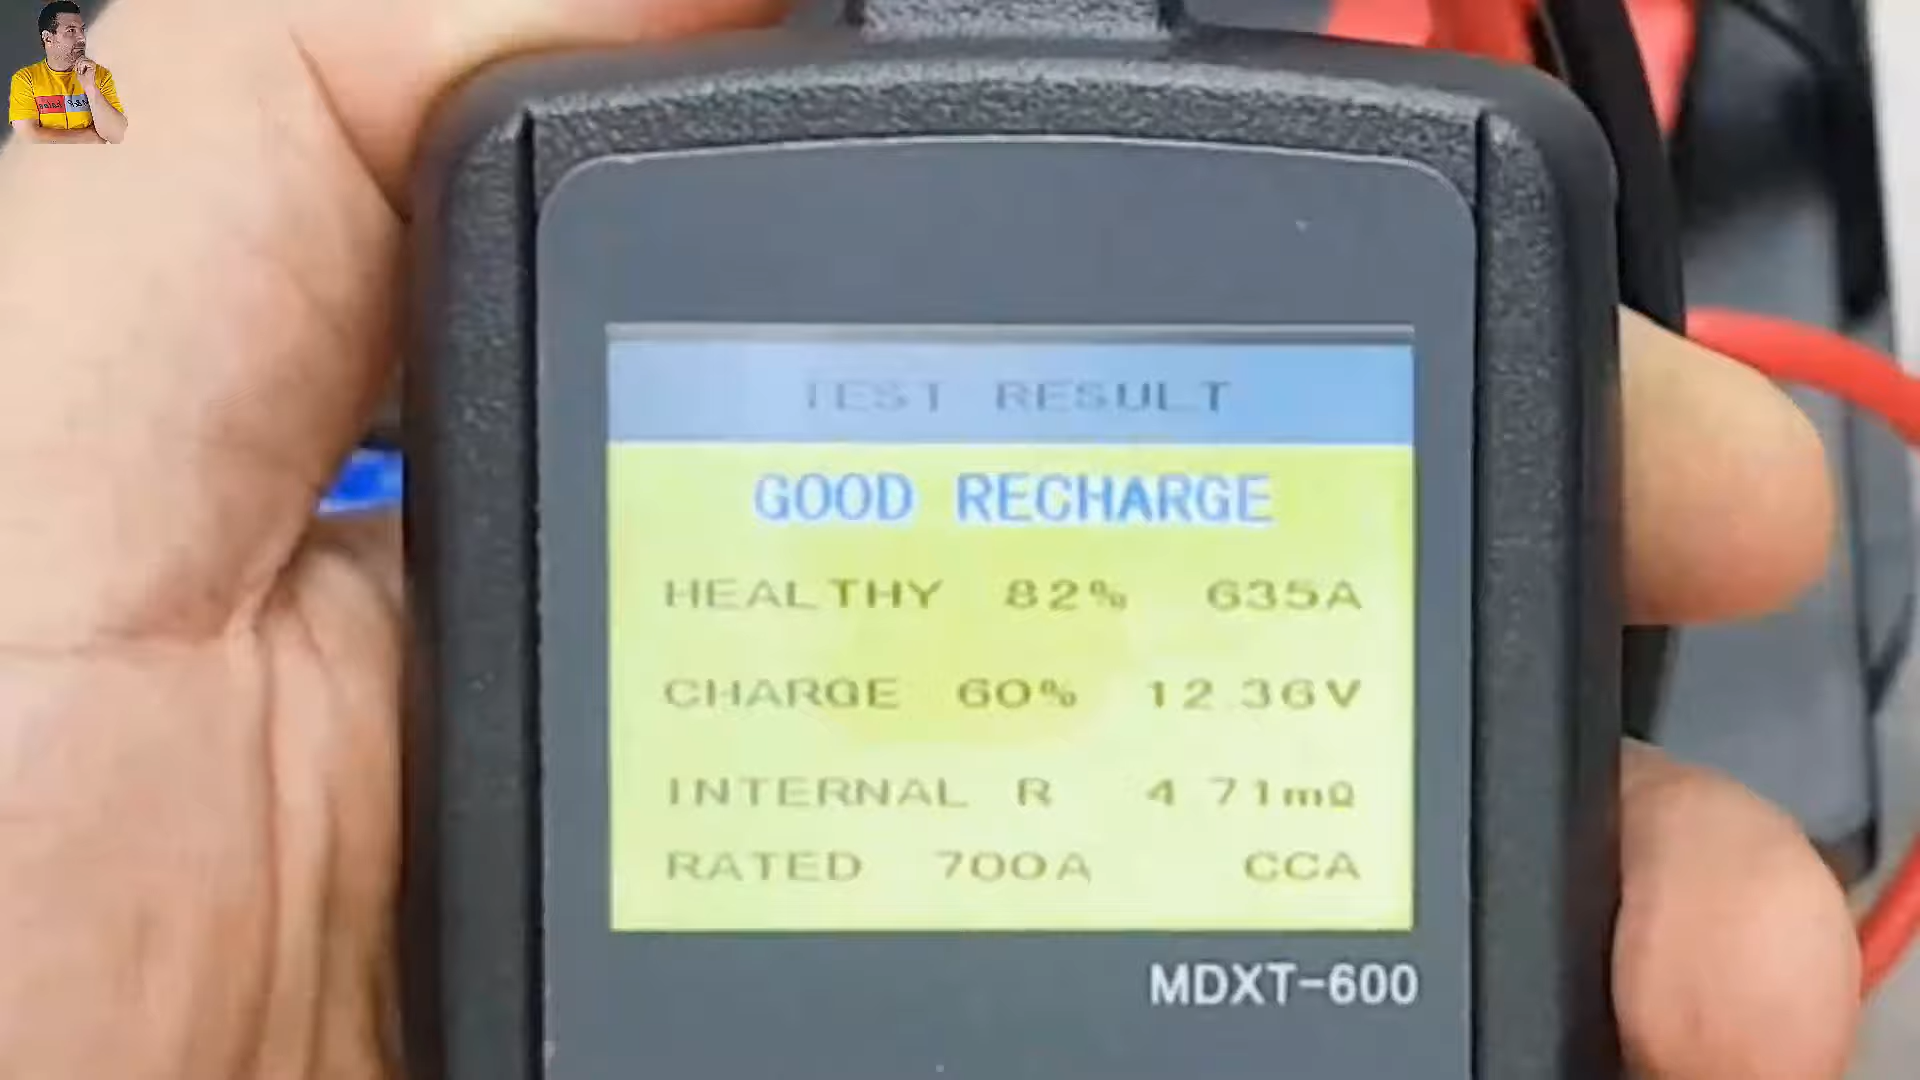 TEST RESULT
GOOD RECHARGE
HEALTHY 82% 635A
CHARGE 60% 12.36V
INTERNAL R 4.71mΩ
RATED 700A CCA
MDXT-600